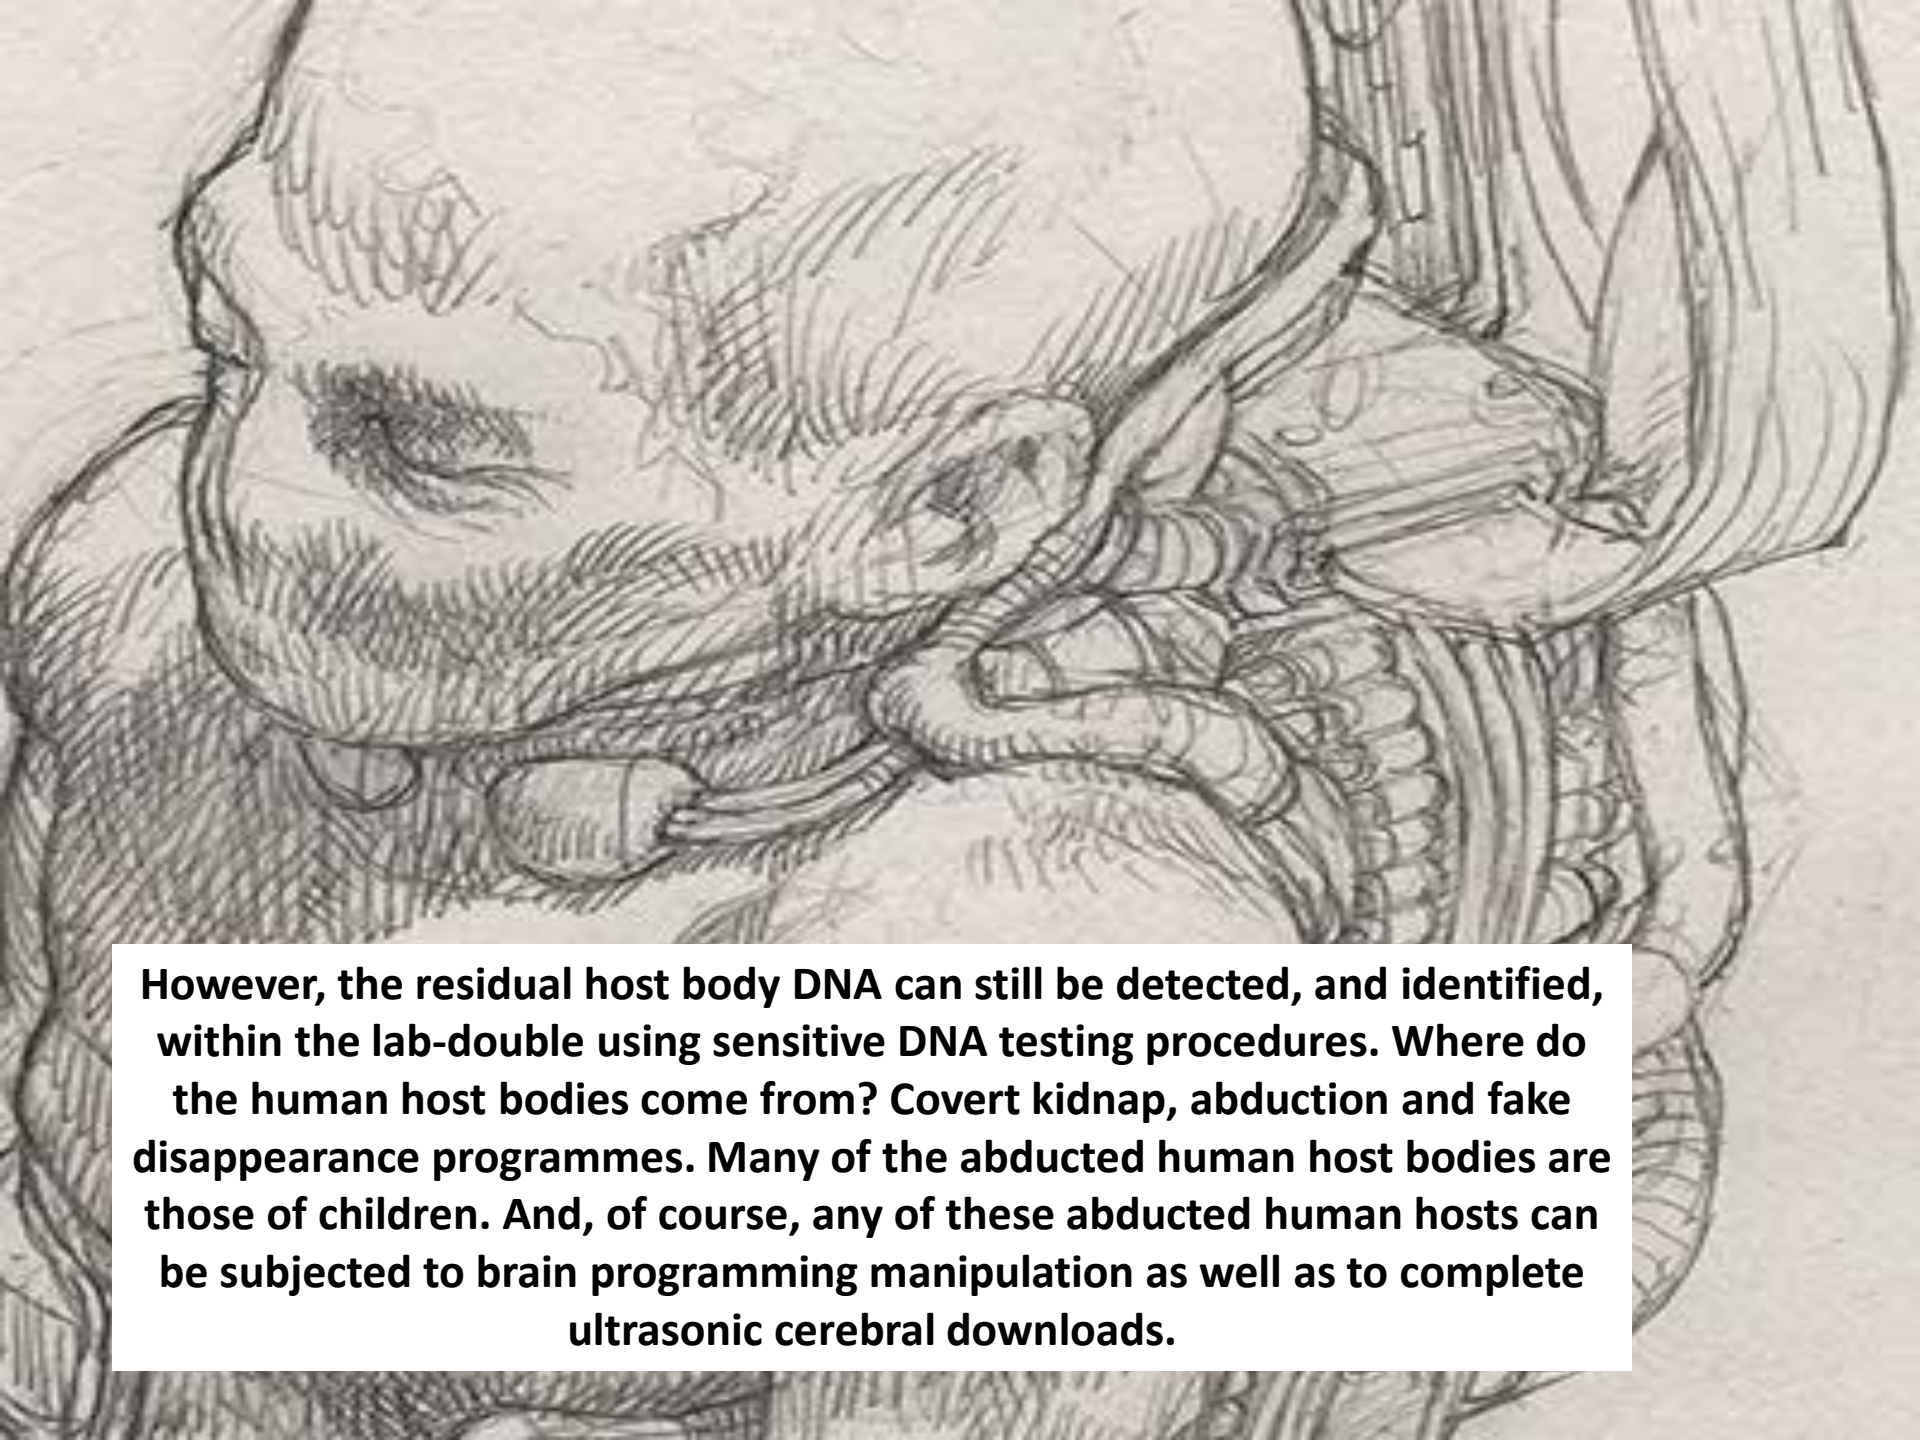 However, the residual host body DNA can still be detected, and identified,
within the lab-double using sensitive DNA testing procedures. Where do
the human host bodies come from? Covert kidnap, abduction and fake
disappearance programmes. Many of the abducted human host bodies are
those of children. And, of course, any of these abducted human hosts can
be subjected to brain programming manipulation as well as to complete
ultrasonic cerebral downloads.